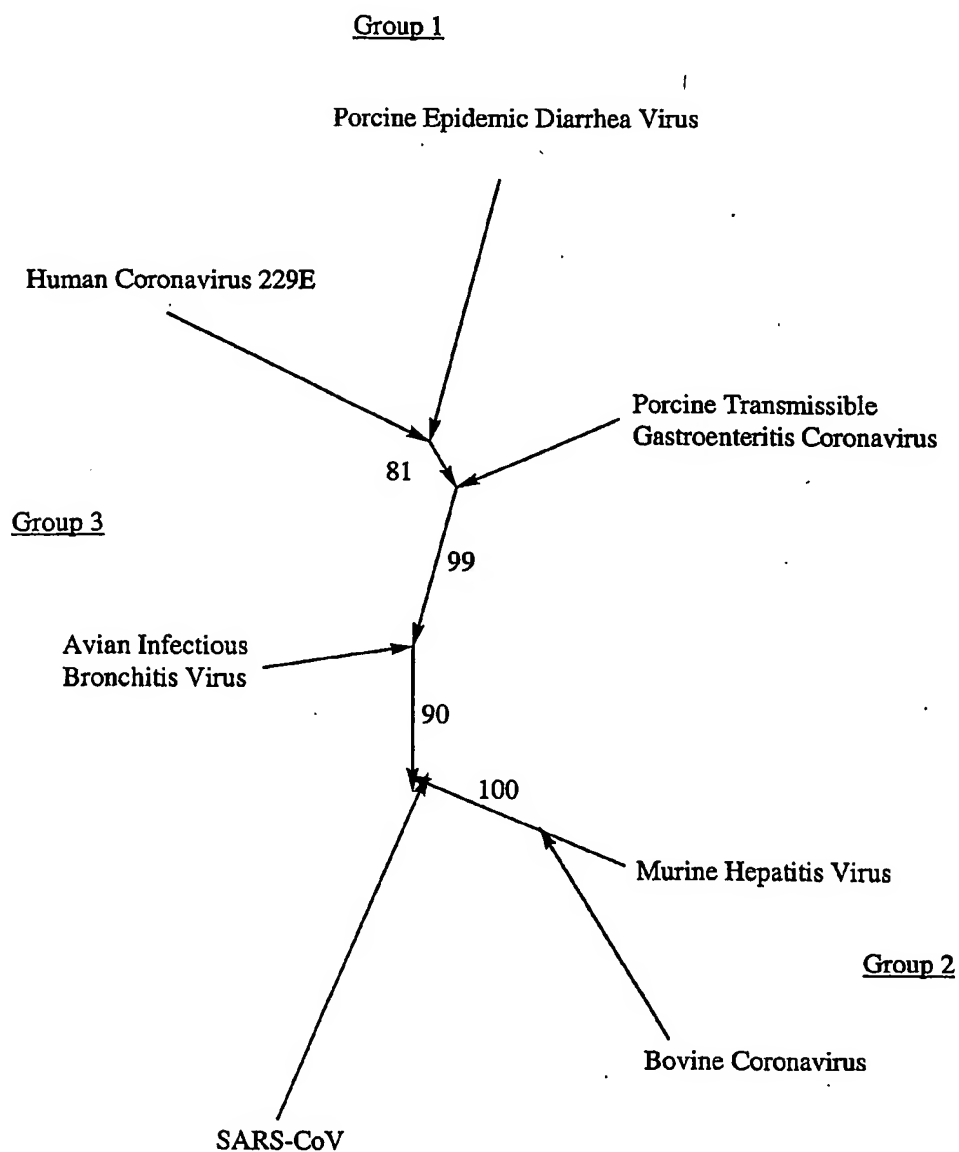 Group 1
Porcine Epidemic Diarrhea Virus
Human Coronavirus 229E
Porcine Transmissible
Gastroenteritis Coronavirus
81
Group 3
99
Avian Infectious
Bronchitis Virus
90
100
Murine Hepatitis Virus
Group 2
Bovine Coronavirus
SARS-CoV